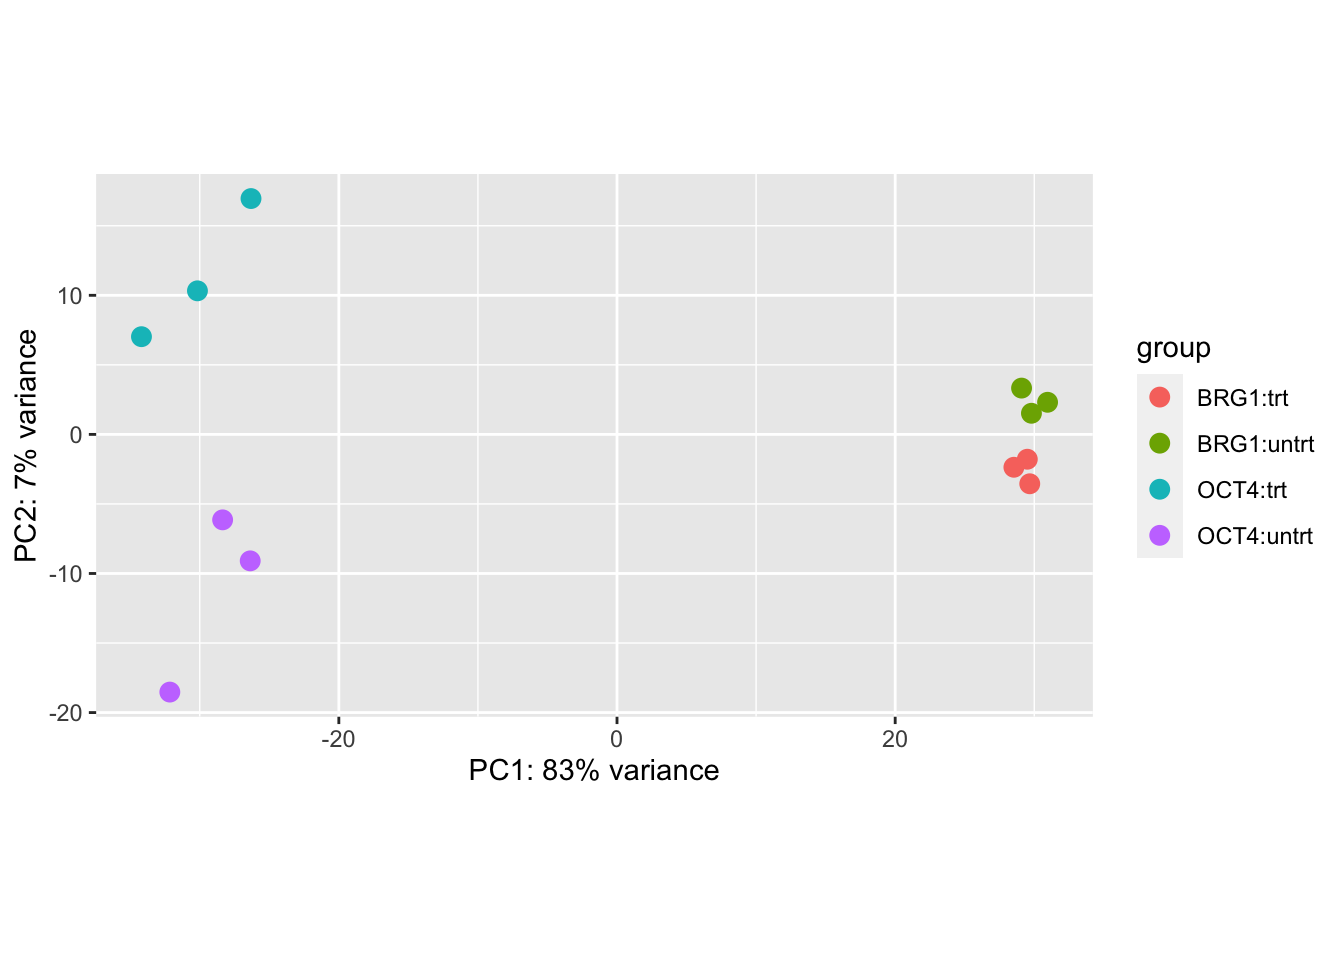 PC2: 7% variance
10
0
-10
-20
-20
0
20
PC1: 83% variance
group
BRG1:trt
BRG1:untrt
OCT4:trt
OCT4:untrt